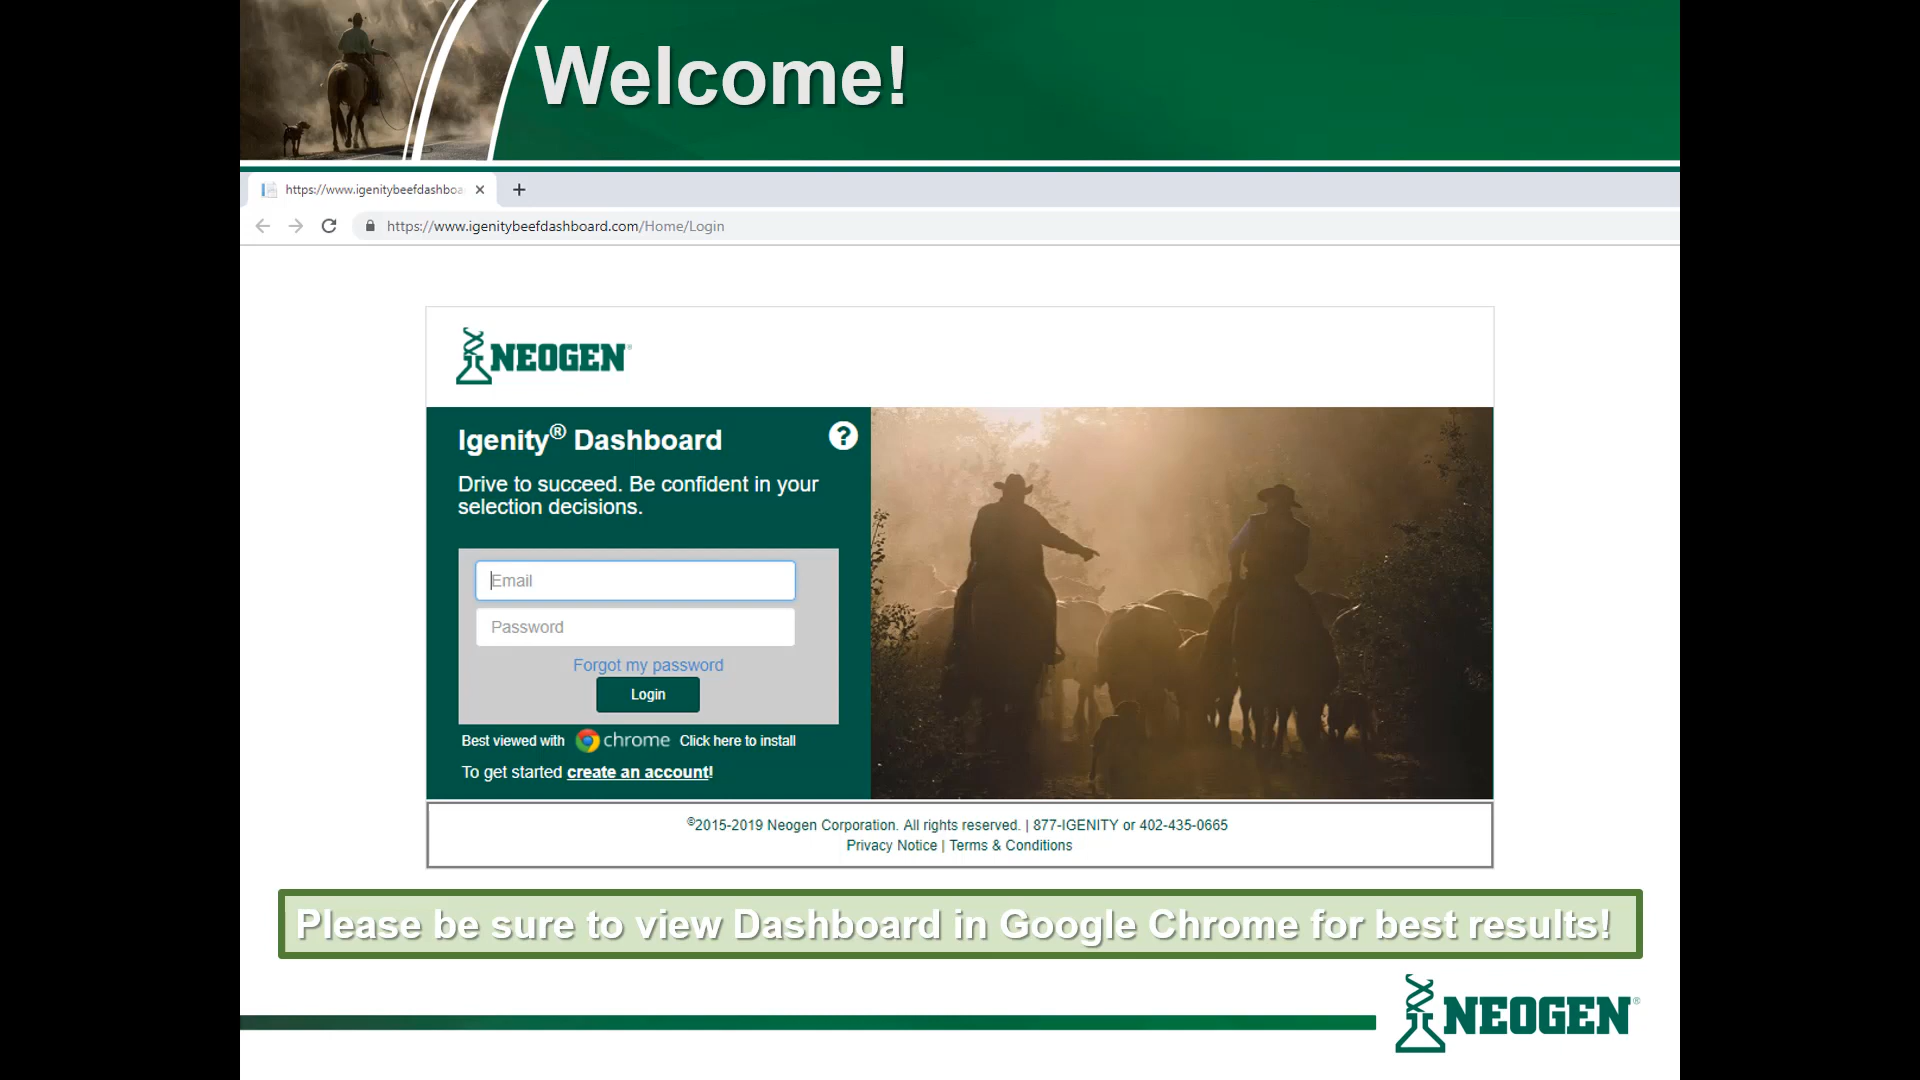 Welcome!
https://www.igenitybeefdashboa
https://www.igenitybeefdashboard.com/Home/Login
NEOGEN®
Igenity® Dashboard
?
Drive to succeed. Be confident in your
selection decisions.
Email
Password
Forgot my password
Login
Best viewed with chrome Click here to install
To get started create an account!
©2015-2019 Neogen Corporation. All rights reserved. | 877-IGENITY or 402-435-0665
Privacy Notice | Terms & Conditions
Please be sure to view Dashboard in Google Chrome for best results!
NEOGEN®